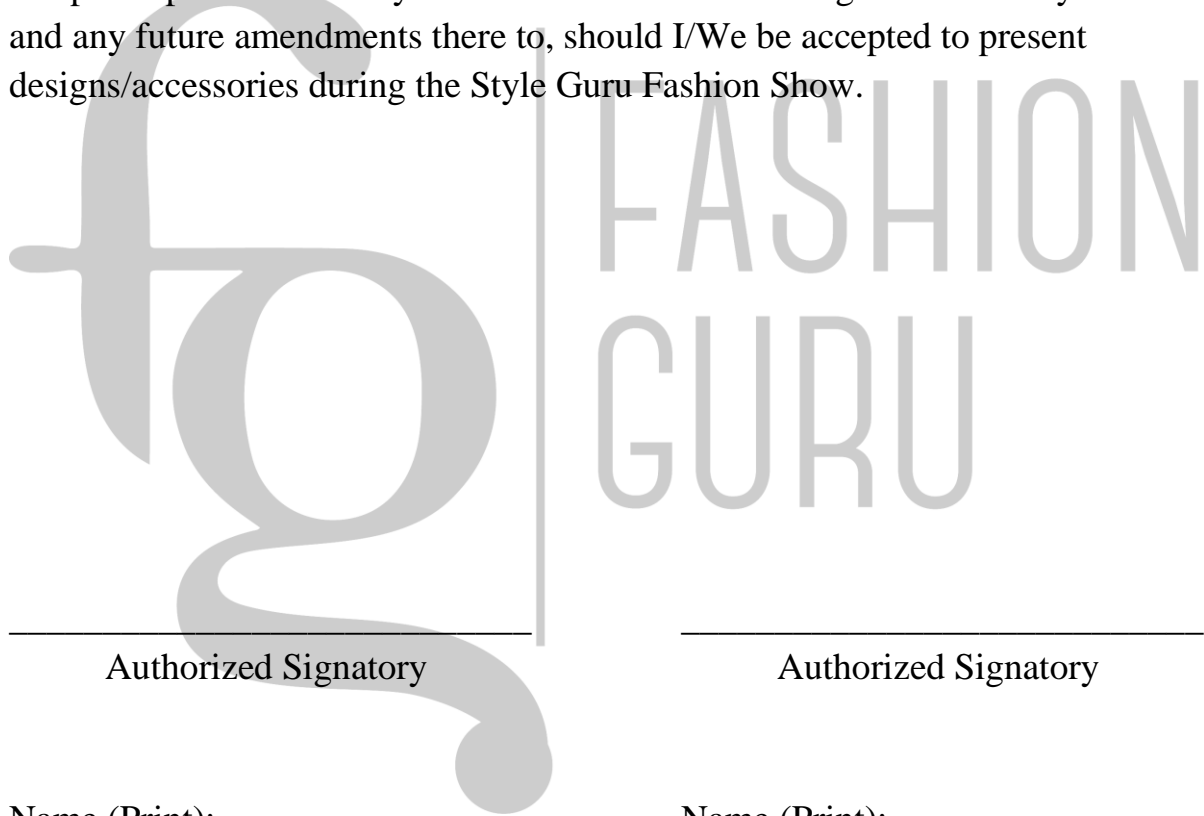 and any future amendments there to, should I/We be accepted to present
designs/accessories during the Style Guru Fashion Show.
FASHION
GURU
Authorized Signatory Authorized Signatory
Name (Print): Name (Print):